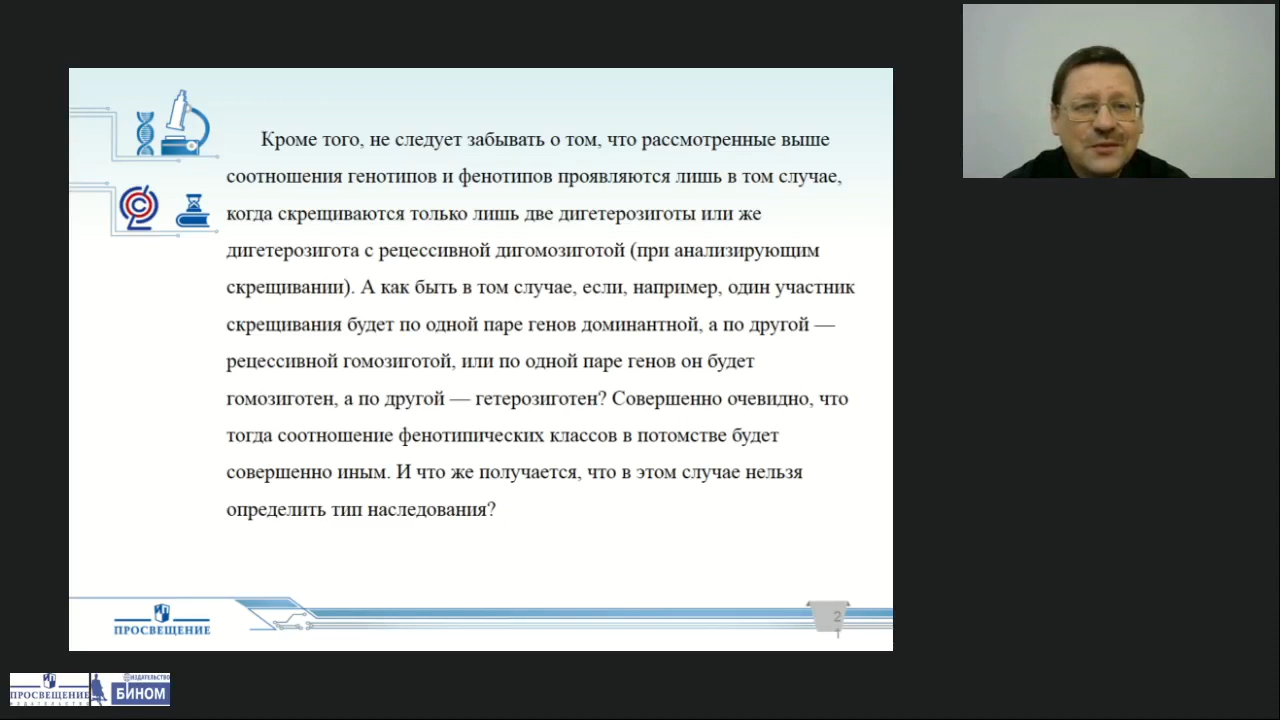 Кроме того, не следует забывать о том, что рассмотренные выше
соотношения генотипов и фенотипов проявляются лишь в том случае,
когда скрещиваются только лишь две дигетерозиготы или же
дигетерозигота с рецессивной дигомозиготой (при анализирующим
скрещивании). А как быть в том случае, если, например, один участник
скрещивания будет по одной паре генов доминантной, а по другой —
рецессивной гомозиготой, или по одной паре генов он будет
гомозиготен, а по другой — гетерозиготен? Совершенно очевидно, что
тогда соотношение фенотипических классов в потомстве будет
совершенно иным. И что же получается, что в этом случае нельзя
определить тип наследования?
ПРОСВЕЩЕНИЕ
2
1
ПРОСВЕЩЕНИЕ
ИЗДАТЕЛЬСТВО
ИЗДАТЕЛЬСТВО
БИНОМ